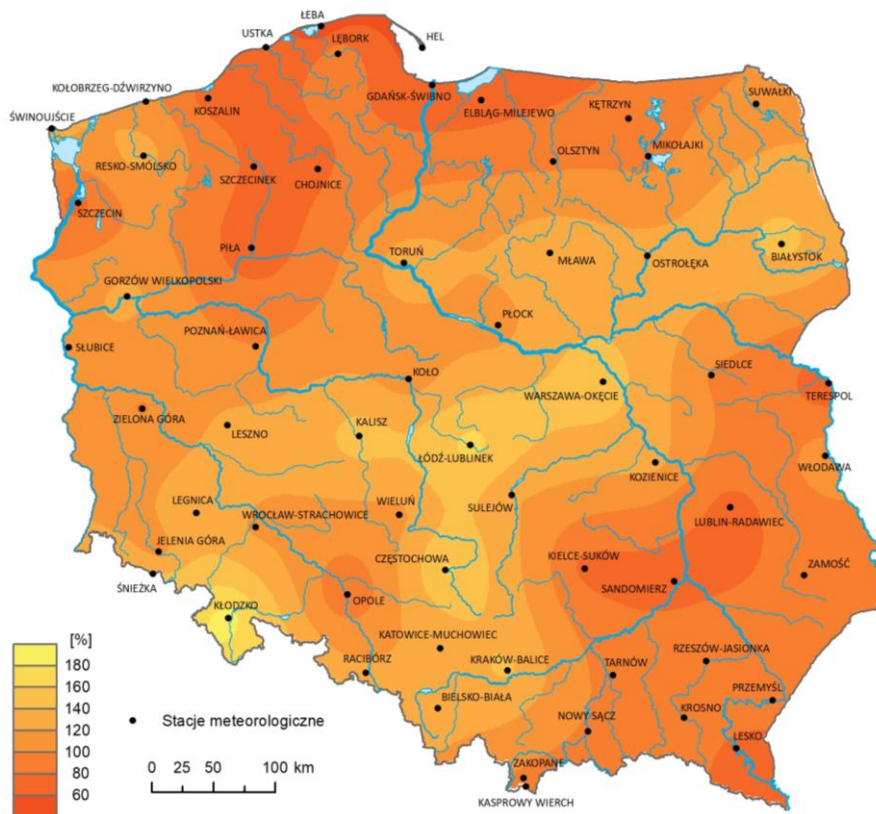 ŁEBA
USTKA
LĘBORK
HEL
KOŁOBRZEG-DŹWIRZYNO
KOSZALIN
GDAŃSK-ŚWIBNO
ELBLĄG-MILEJEWO
KĘTRZYN
SUWAŁKI
ŚWINOUJŚCIE
RESKO-SMÓLSKO
SZCZECINEK
CHOJNICE
OLSZTYN
MIKOŁAJKI
SZCZECIN
PIŁA
TORUŃ
MŁAWA
OSTROŁĘKA
BIAŁYSTOK
GORZÓW WIELKOPOLSKI
PŁOCK
SŁUBICE
POZNAŃ-ŁAWICA
KOŁO
WARSZAWA-OKĘCIE
SIEDLCE
TERESPOL
ZIELONA GÓRA
LESZNO
KALISZ
ŁÓDŹ-LUBLINEK
KOZIENICE
WŁODAWA
LEGNICA
WROCŁAW-STRACHOWICE
WIELUŃ
SULEJÓW
LUBLIN-RADAWIEC
JELENIA GÓRA
ŚNIEŻKA
CZĘSTOCHOWA
KIELCE-SUKÓW
SANDOMIERZ
ZAMOŚĆ
KŁODZKO
OPOLE
KATOWICE-MUCHOWIEC
RACIBÓRZ
KRAKÓW-BALICE
TARNÓW
RZESZÓW-JASIONKA
BIELSKO-BIAŁA
NOWY SĄCZ
KROSNO
PRZEMYŚL
LESKO
ZAKOPANE
KASPROWY WIERCH
[%]
180
160
140
120
100
80
60
Stacje meteorologiczne
0 25 50 100 km